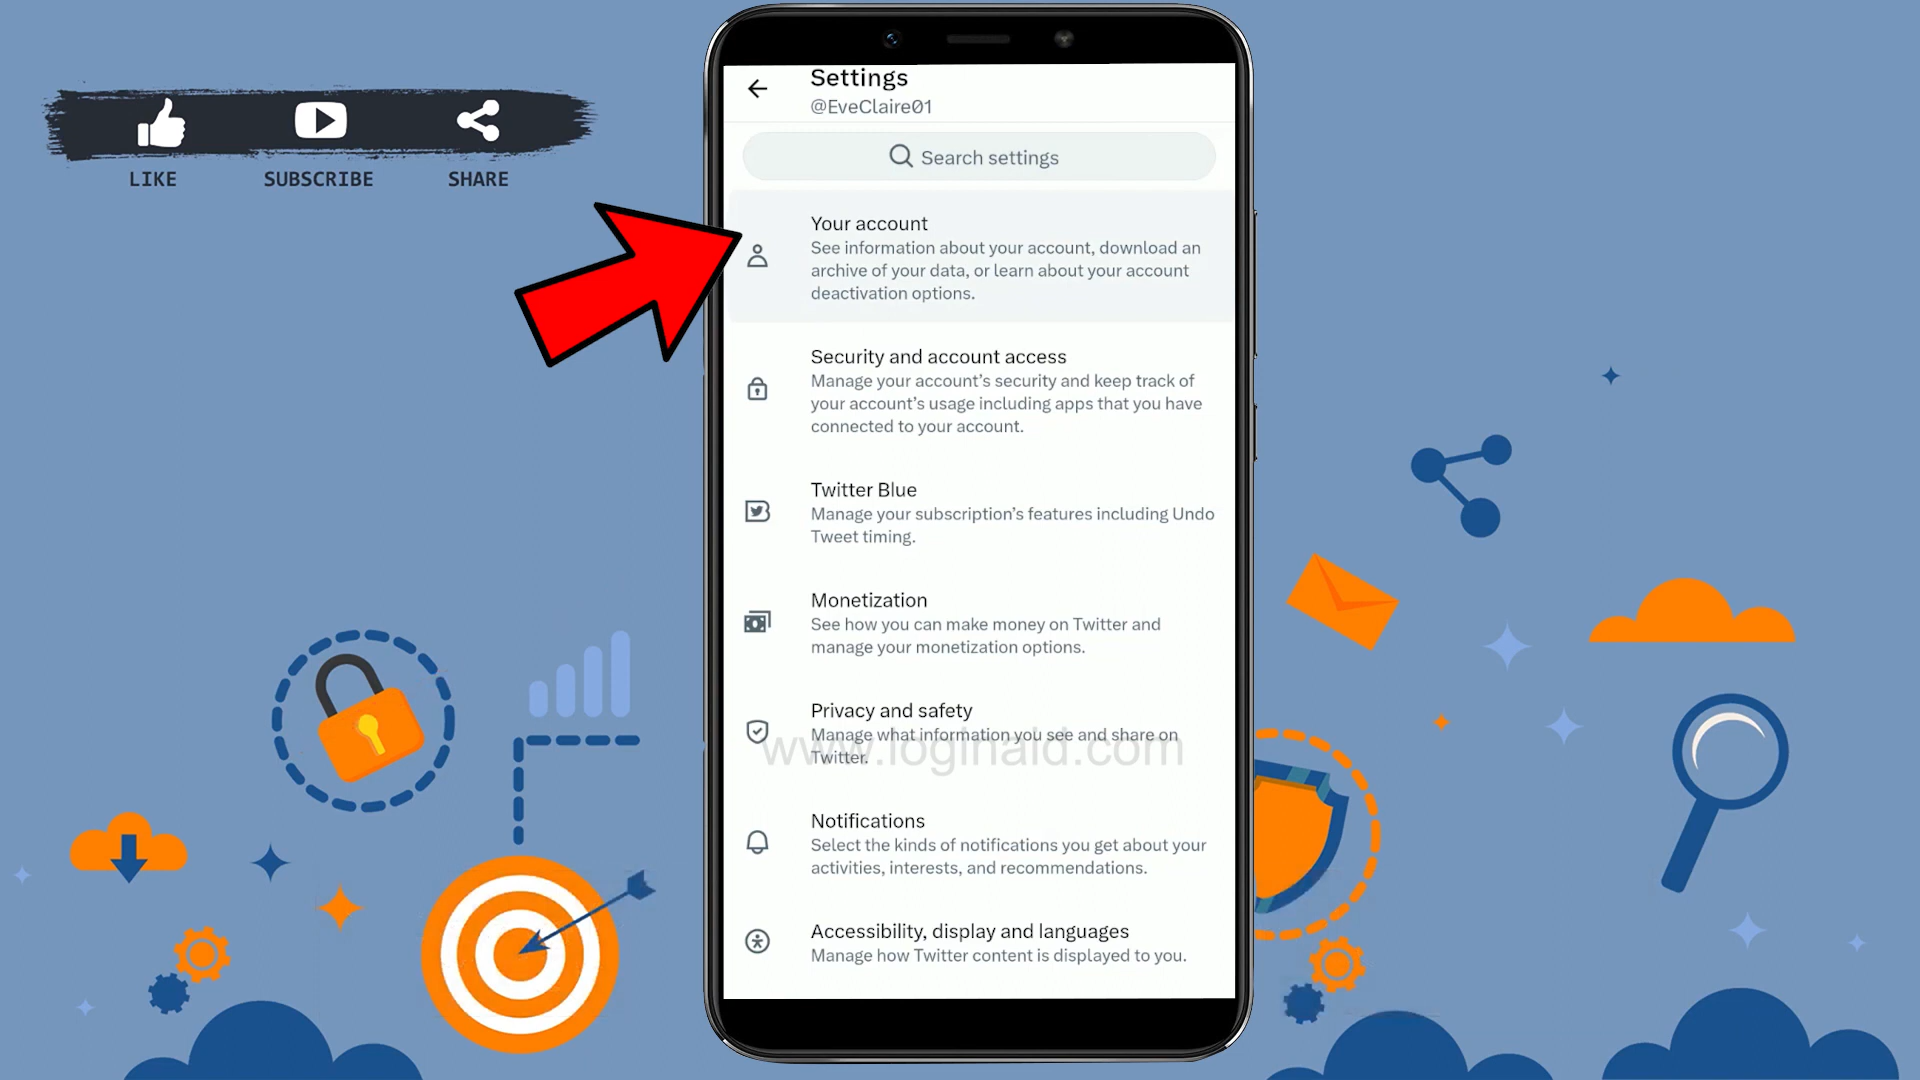 LIKE SUBSCRIBE SHARE
Settings
@EveClaire01
Search settings
Your account
See information about your account, download an
archive of your data, or learn about your account
deactivation options.
Security and account access
Manage your account’s security and keep track of
your account’s usage including apps that you have
connected to your account.
Twitter Blue
Manage your subscription’s features including Undo
Tweet timing.
Monetization
See how you can make money on Twitter and
manage your monetization options.
Privacy and safety
Manage what information you see and share on
Twitter.
www.loginaid.com
Notifications
Select the kinds of notifications you get about your
activities, interests, and recommendations.
Accessibility, display and languages
Manage how Twitter content is displayed to you.